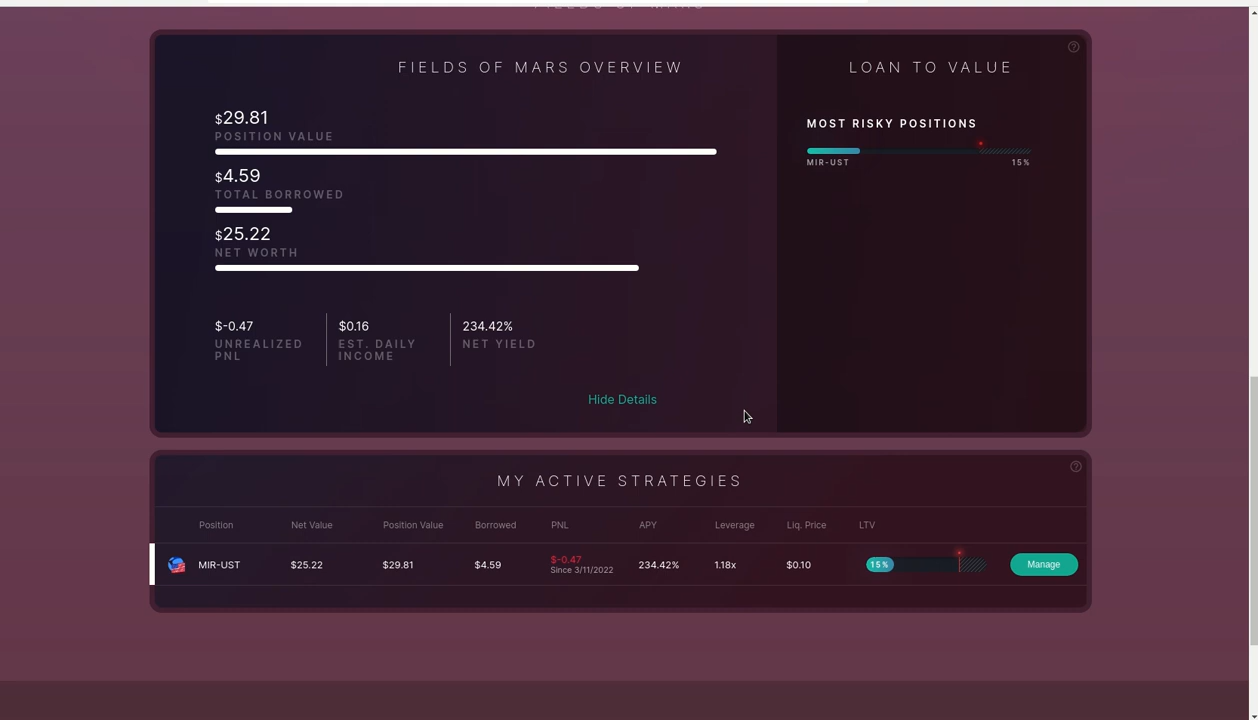 FIELDS OF MARS OVERVIEW
LOAN TO VALUE
$29.81
POSITION VALUE
$4.59
TOTAL BORROWED
$25.22
NET WORTH
$-0.47
UNREALIZED
PNL
$0.16
EST. DAILY
INCOME
234.42%
NET YIELD
Hide Details
MOST RISKY POSITIONS
MIR-UST 15%
MY ACTIVE STRATEGIES
Position Net Value Position Value Borrowed PNL APY Leverage Liq. Price LTV
MIR-UST $25.22 $29.81 $4.59 $-0.47 234.42% 1.18x $0.10 15% Manage
Since 3/11/2022